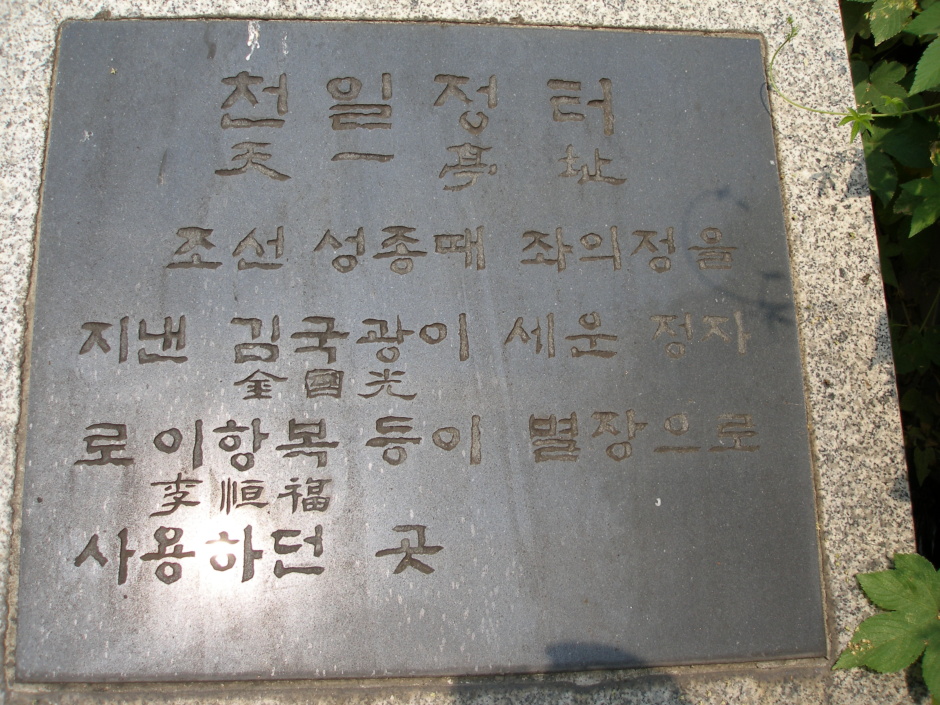 천일정터
天一亭址
조선 성종때 좌의정을
지낸 김국광이 세운 정자
金國光
로 이항복 등이 별장으로
李恒福
사용하던 곳